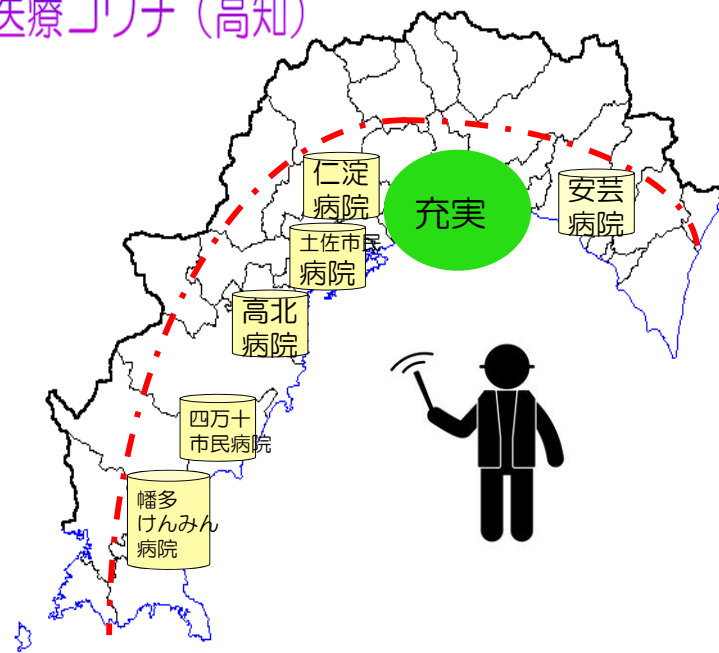 医療コワナ（高知）
仁淀
病院
土佐市民
病院
高北
病院
四万十
市民病院
幡多
けんみん
病院
充実
安芸
病院